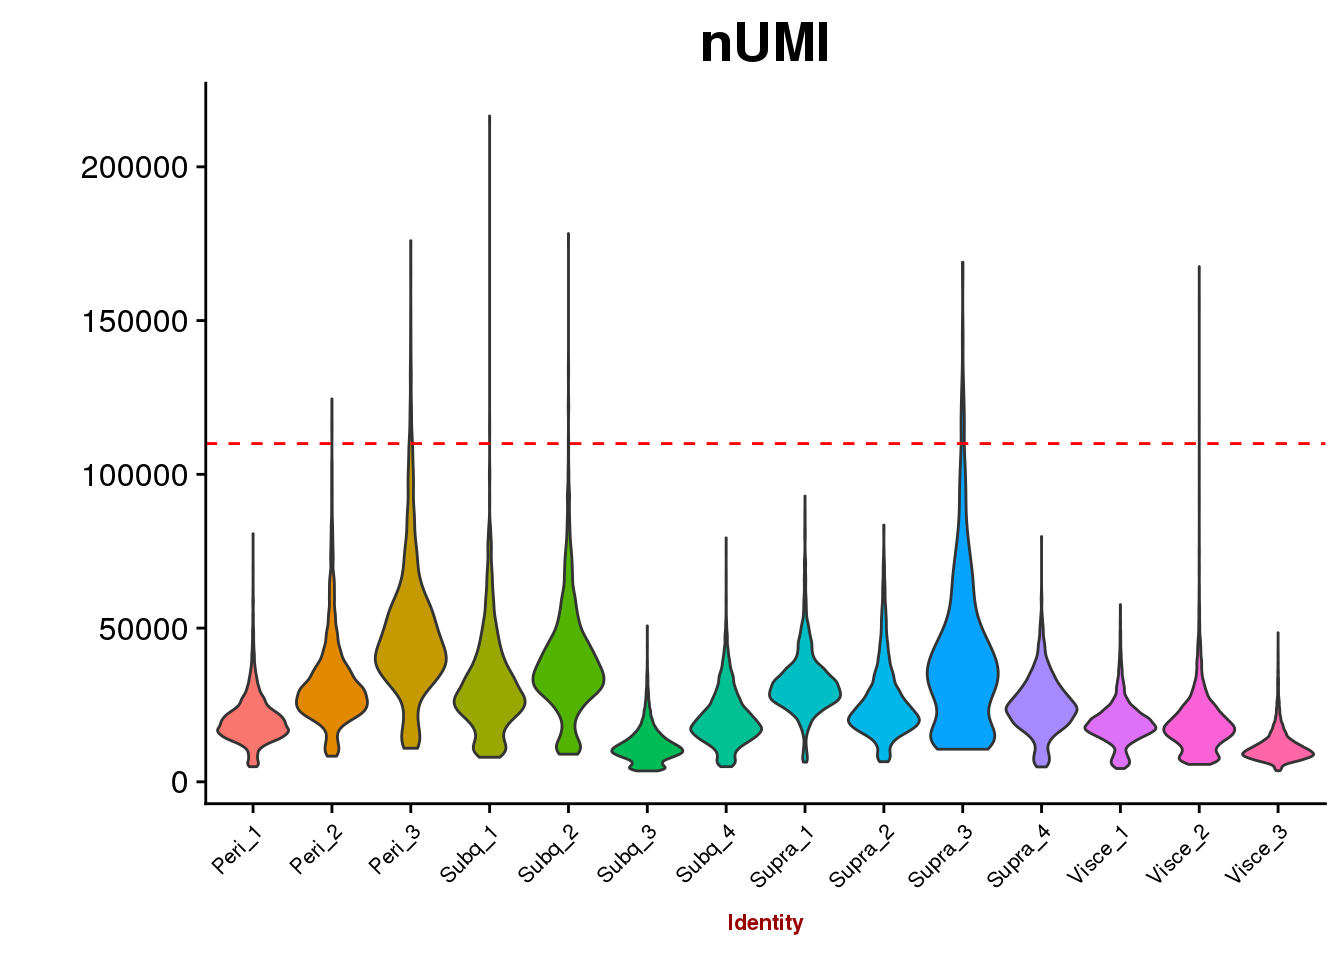 nUMI
200000
150000
100000
50000
0
Peri_1
Peri_2
Peri_3
Subq_1
Subq_2
Subq_3
Subq_4
Supra_1
Supra_2
Supra_3
Supra_4
Visce_1
Visce_2
Visce_3
Identity